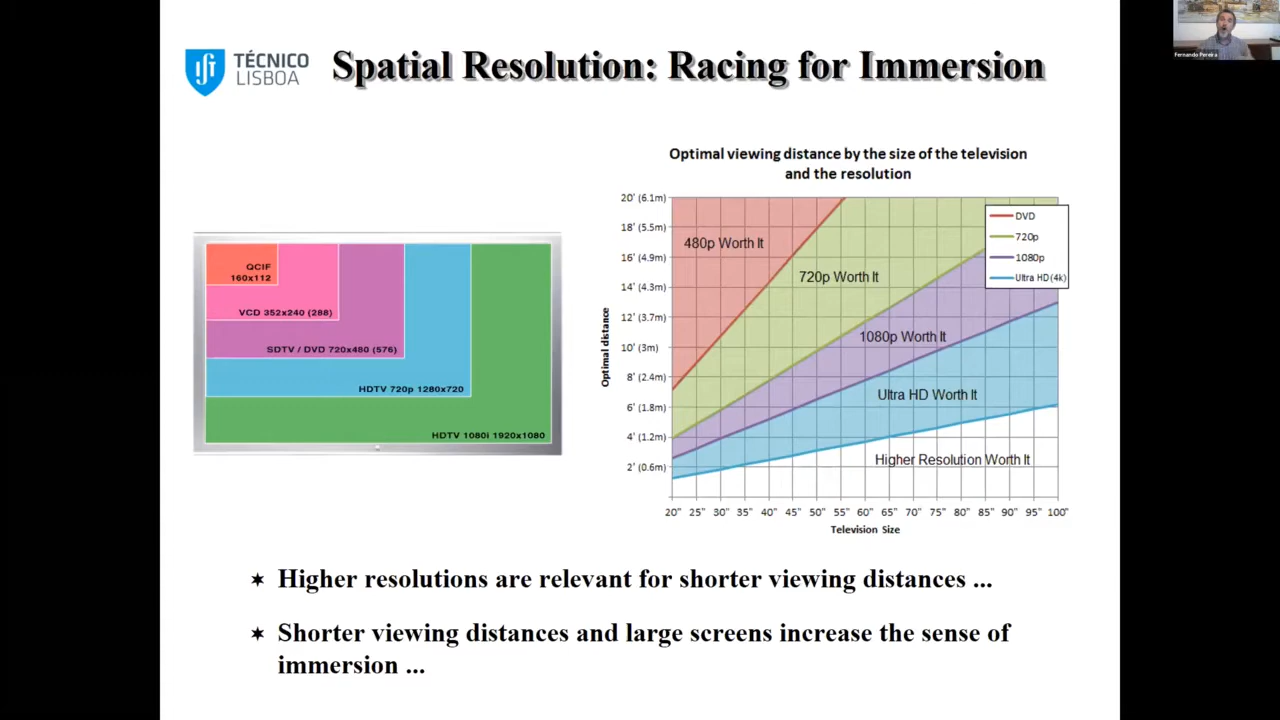 Fernando Pereira
TÉCNICO
LISBOA
Spatial Resolution: Racing for Immersion
QCIF
160x112
VCD 352x240 (288)
SDTV / DVD 720x480 (576)
HDTV 720p 1280x720
HDTV 1080i 1920x1080
Optimal viewing distance by the size of the television
and the resolution
Optimal distance
20' (6.1m)
18' (5.5m)
16' (4.9m)
14' (4.3m)
12' (3.7m)
10' (3m)
8' (2.4m)
6' (1.8m)
4' (1.2m)
2' (0.6m)
480p Worth It
720p Worth It
1080p Worth It
Ultra HD Worth It
Higher Resolution Worth It
DVD
720p
1080p
Ultra HD (4k)
20" 25" 30" 35" 40" 45" 50" 55" 60" 65" 70" 75" 80" 85" 90" 95" 100"
Television Size
✶ Higher resolutions are relevant for shorter viewing distances ...
✶ Shorter viewing distances and large screens increase the sense of
immersion ...